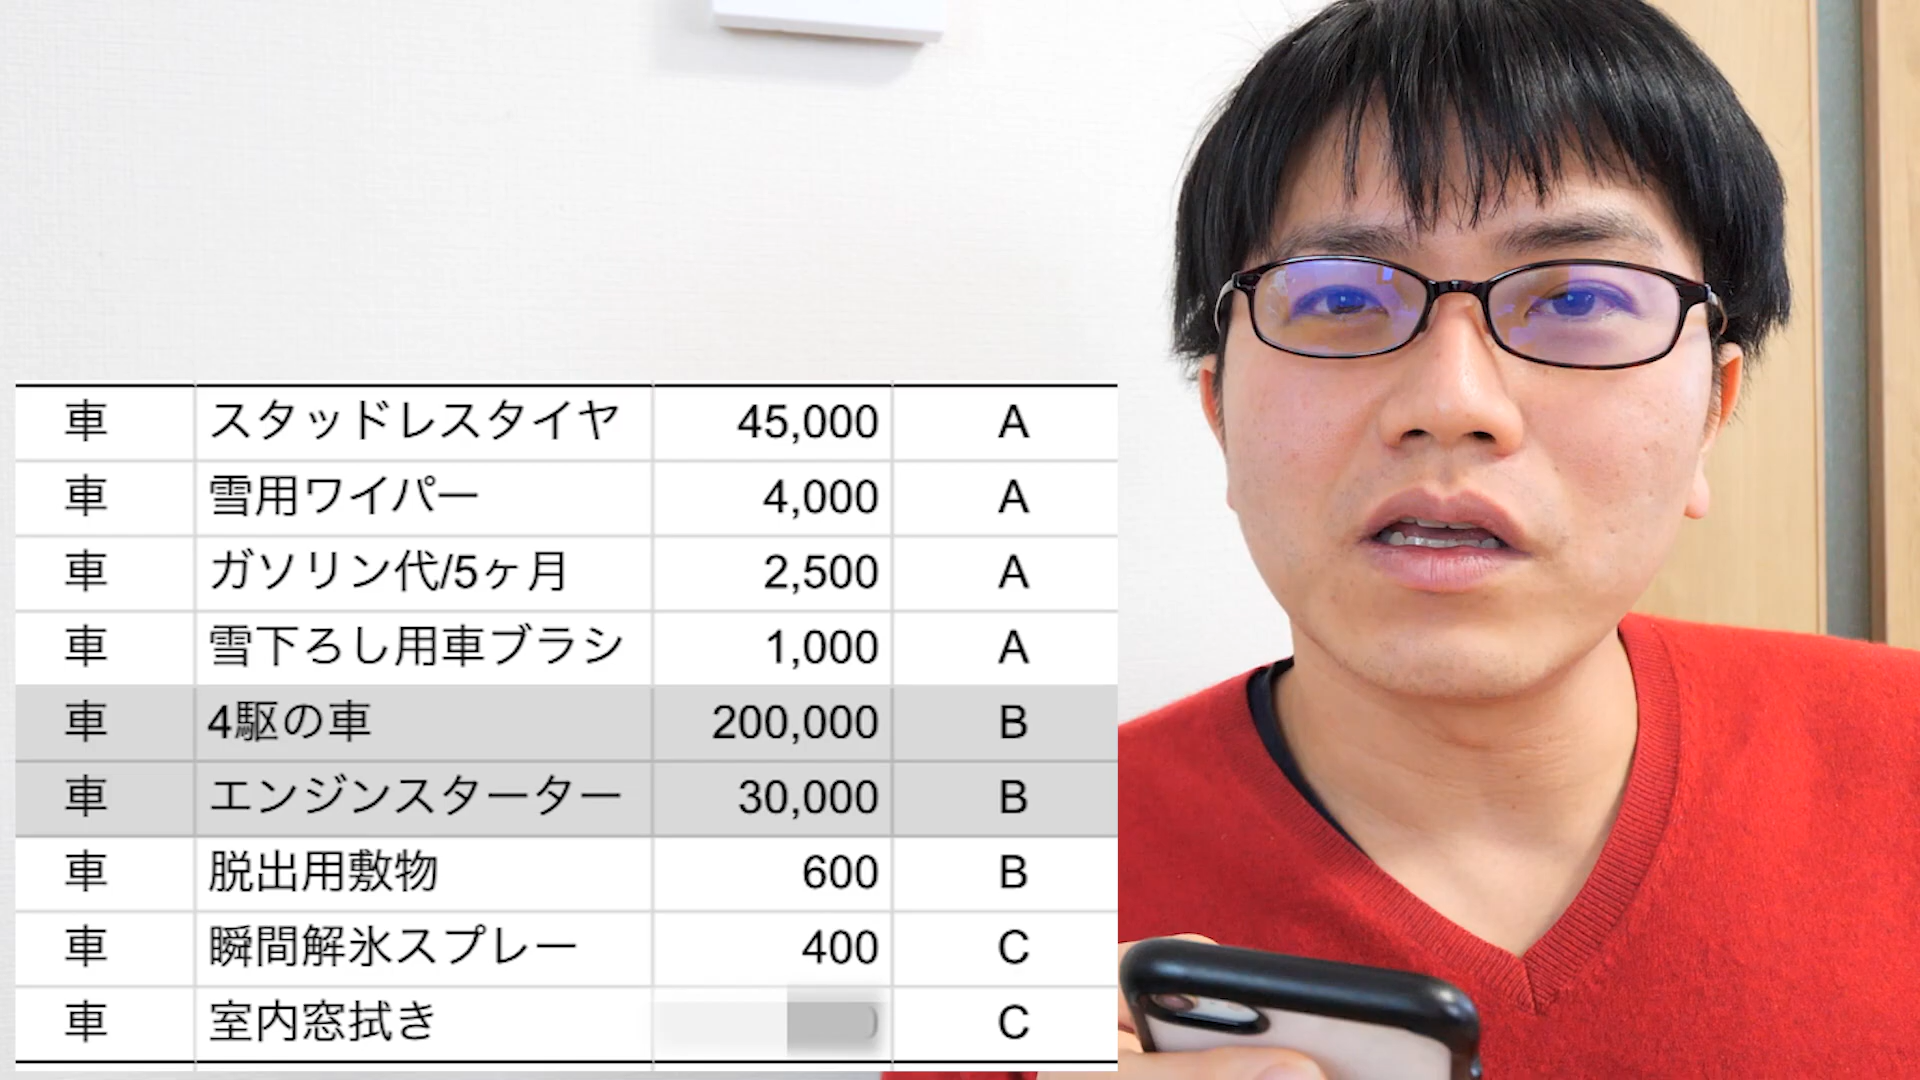 車 スタッドレスタイヤ 45,000 A
車 雪用ワイパー 4,000 A
車 ガソリン代/5ヶ月 2,500 A
車 雪下ろし用車ブラシ 1,000 A
車 4駆の車 200,000 B
車 エンジンスターター 30,000 B
車 脱出用敷物 600 B
車 瞬間解氷スプレー 400 C
車 室内窓拭き C